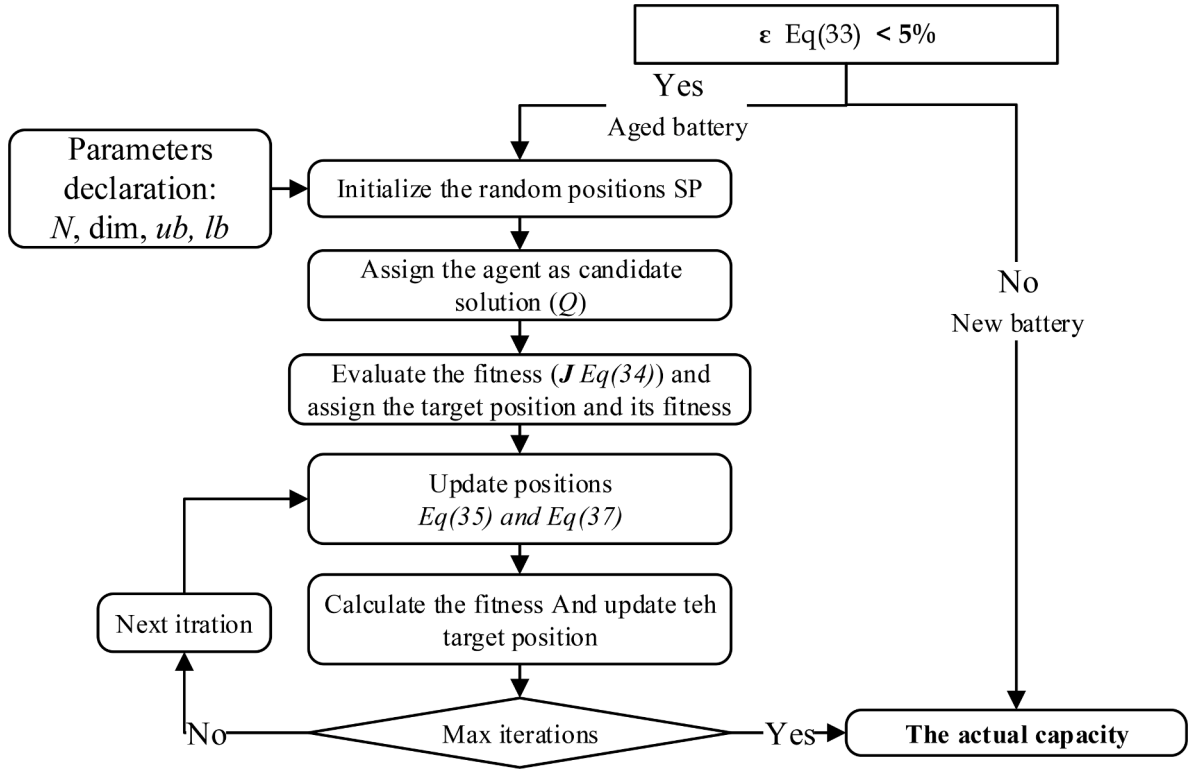 ε Eq(33) < 5%
Yes
Aged battery
Parameters
declaration:
N, dim, ub, lb
Initialize the random positions SP
Assign the agent as candidate
solution (Q)
No
New battery
Evaluate the fitness (J Eq(34)) and
assign the target position and its fitness
Update positions
Eq(35) and Eq(37)
Next itration
Calculate the fitness And update teh
target position
No
Max iterations
Yes
The actual capacity